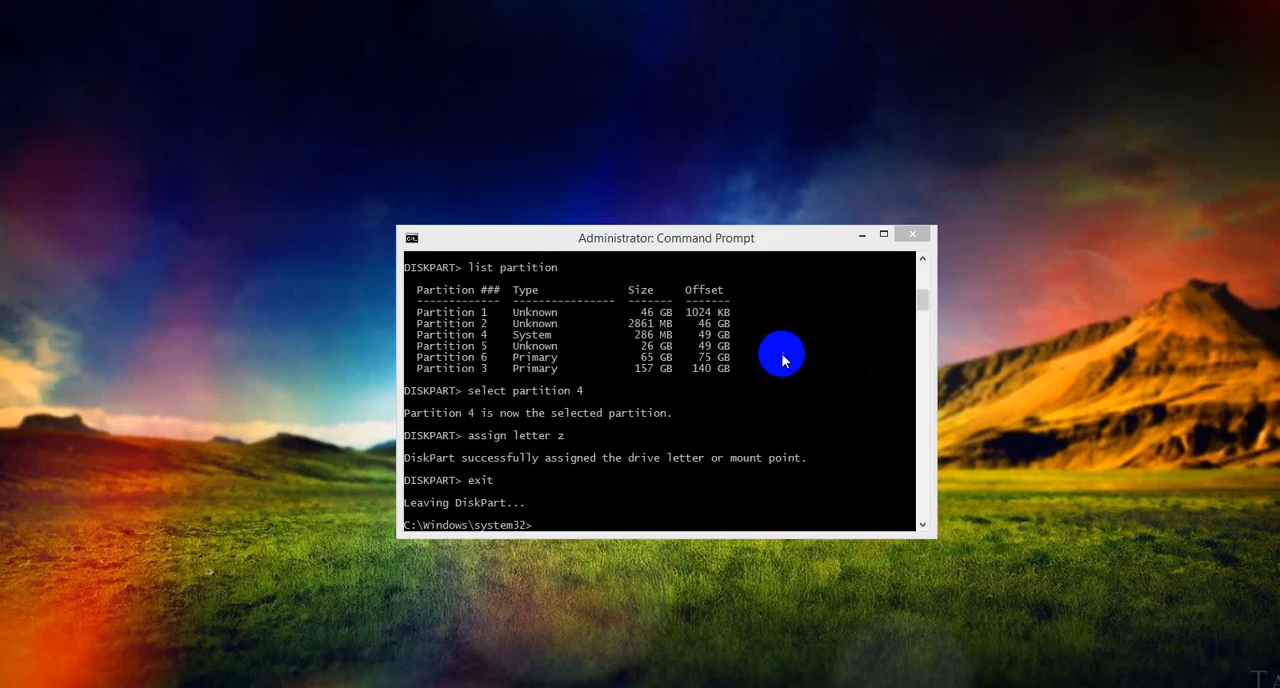 Administrator: Command Prompt
DISKPART> list partition
Partition ### Type Size Offset
------------- ---------------- ------- -------
Partition 1 Unknown 46 GB 1024 KB
Partition 2 Unknown 2861 MB 46 GB
Partition 4 System 286 MB 49 GB
Partition 5 Unknown 26 GB 49 GB
Partition 6 Primary 65 GB 75 GB
Partition 3 Primary 157 GB 140 GB
DISKPART> select partition 4
Partition 4 is now the selected partition.
DISKPART> assign letter z
DiskPart successfully assigned the drive letter or mount point.
DISKPART> exit
Leaving DiskPart...
C:\Windows\system32>